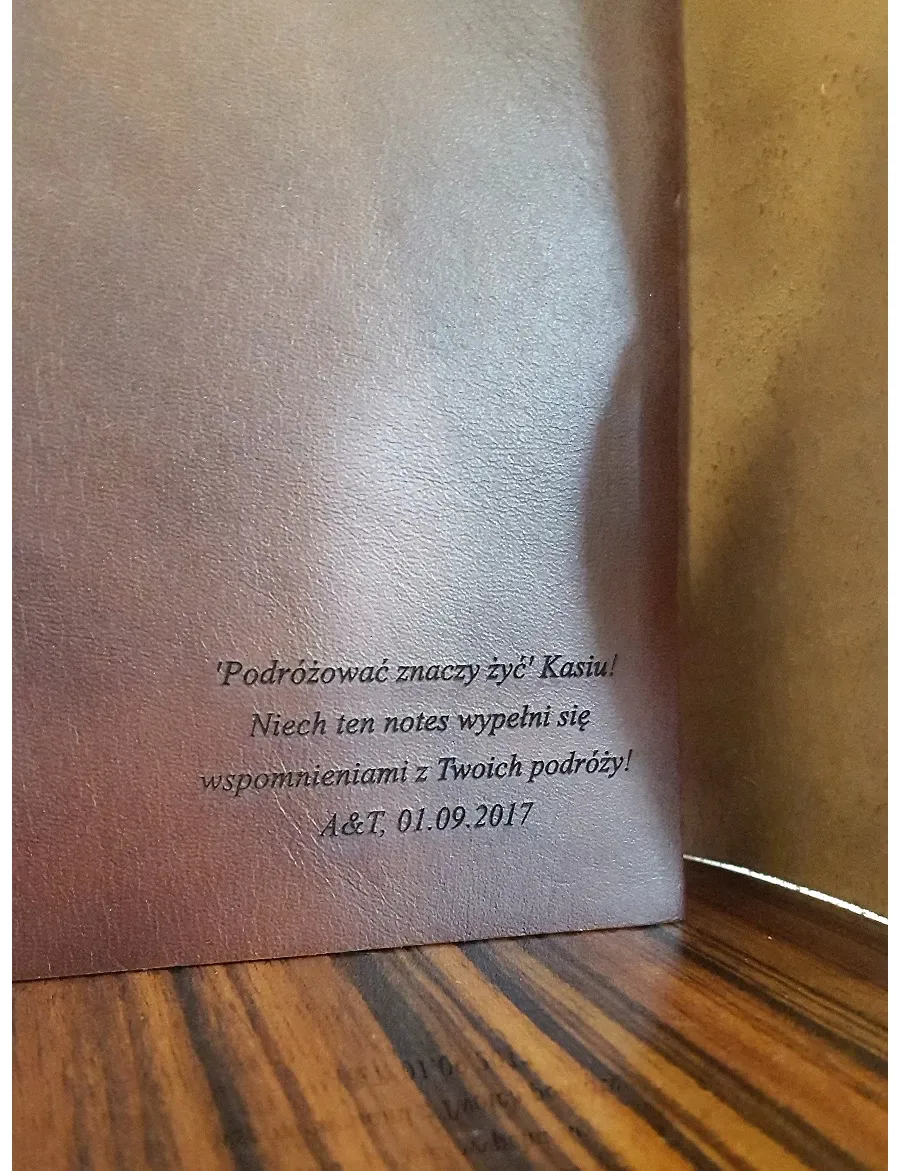 'Podróżować znaczy żyć' Kasiu!
Niech ten notes wypełni się
wspomnieniami z Twoich podróży!
A&T, 01.09.2017